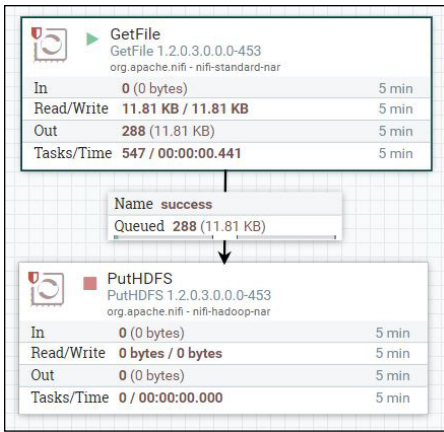 GetFile
GetFile 1.2.0.3.0.0.0-453
org.apache.nifi - nifi-standard-nar
In 0 (0 bytes) 5 min
Read/Write 11.81 KB / 11.81 KB 5 min
Out 288 (11.81 KB) 5 min
Tasks/Time 547 / 00:00:00.441 5 min
Name success
Queued 288 (11.81 KB)
PutHDFS
PutHDFS 1.2.0.3.0.0.0-453
org.apache.nifi - nifi-hadoop-nar
In 0 (0 bytes) 5 min
Read/Write 0 bytes / 0 bytes 5 min
Out 0 (0 bytes) 5 min
Tasks/Time 0 / 00:00:00.000 5 min